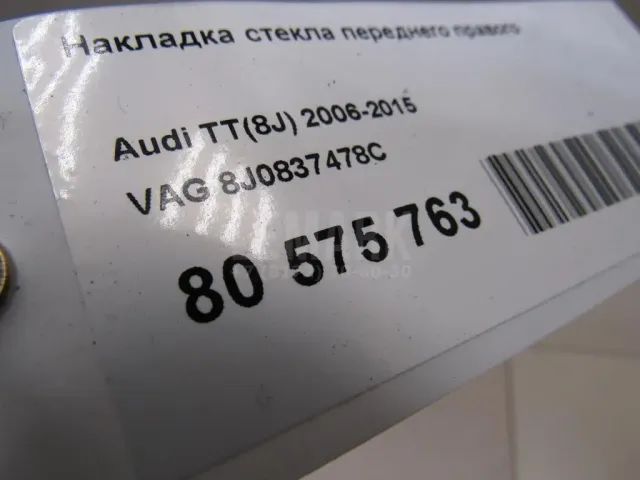 Накладка стекла переднего правого
Audi TT(8J) 2006-2015
VAG 8J0837478C
80 575 763